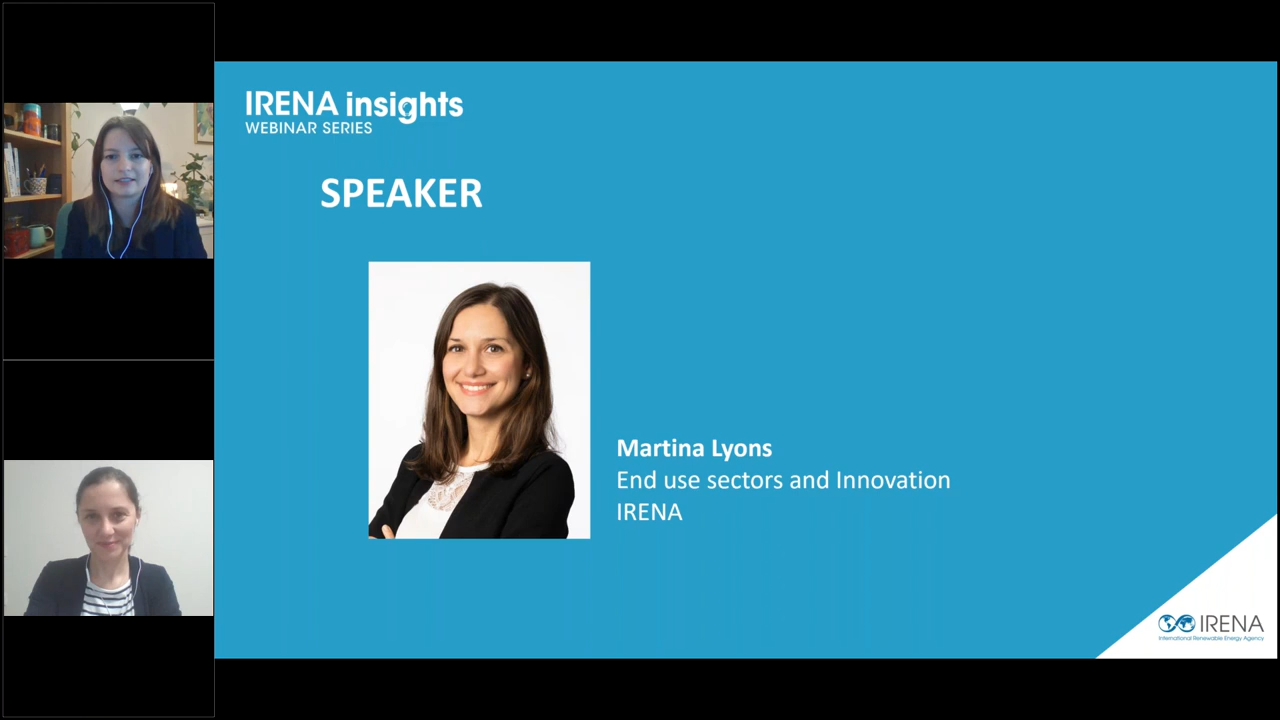 IRENA insights
WEBINAR SERIES
SPEAKER
Martina Lyons
End use sectors and Innovation
IRENA
IRENA
International Renewable Energy Agency